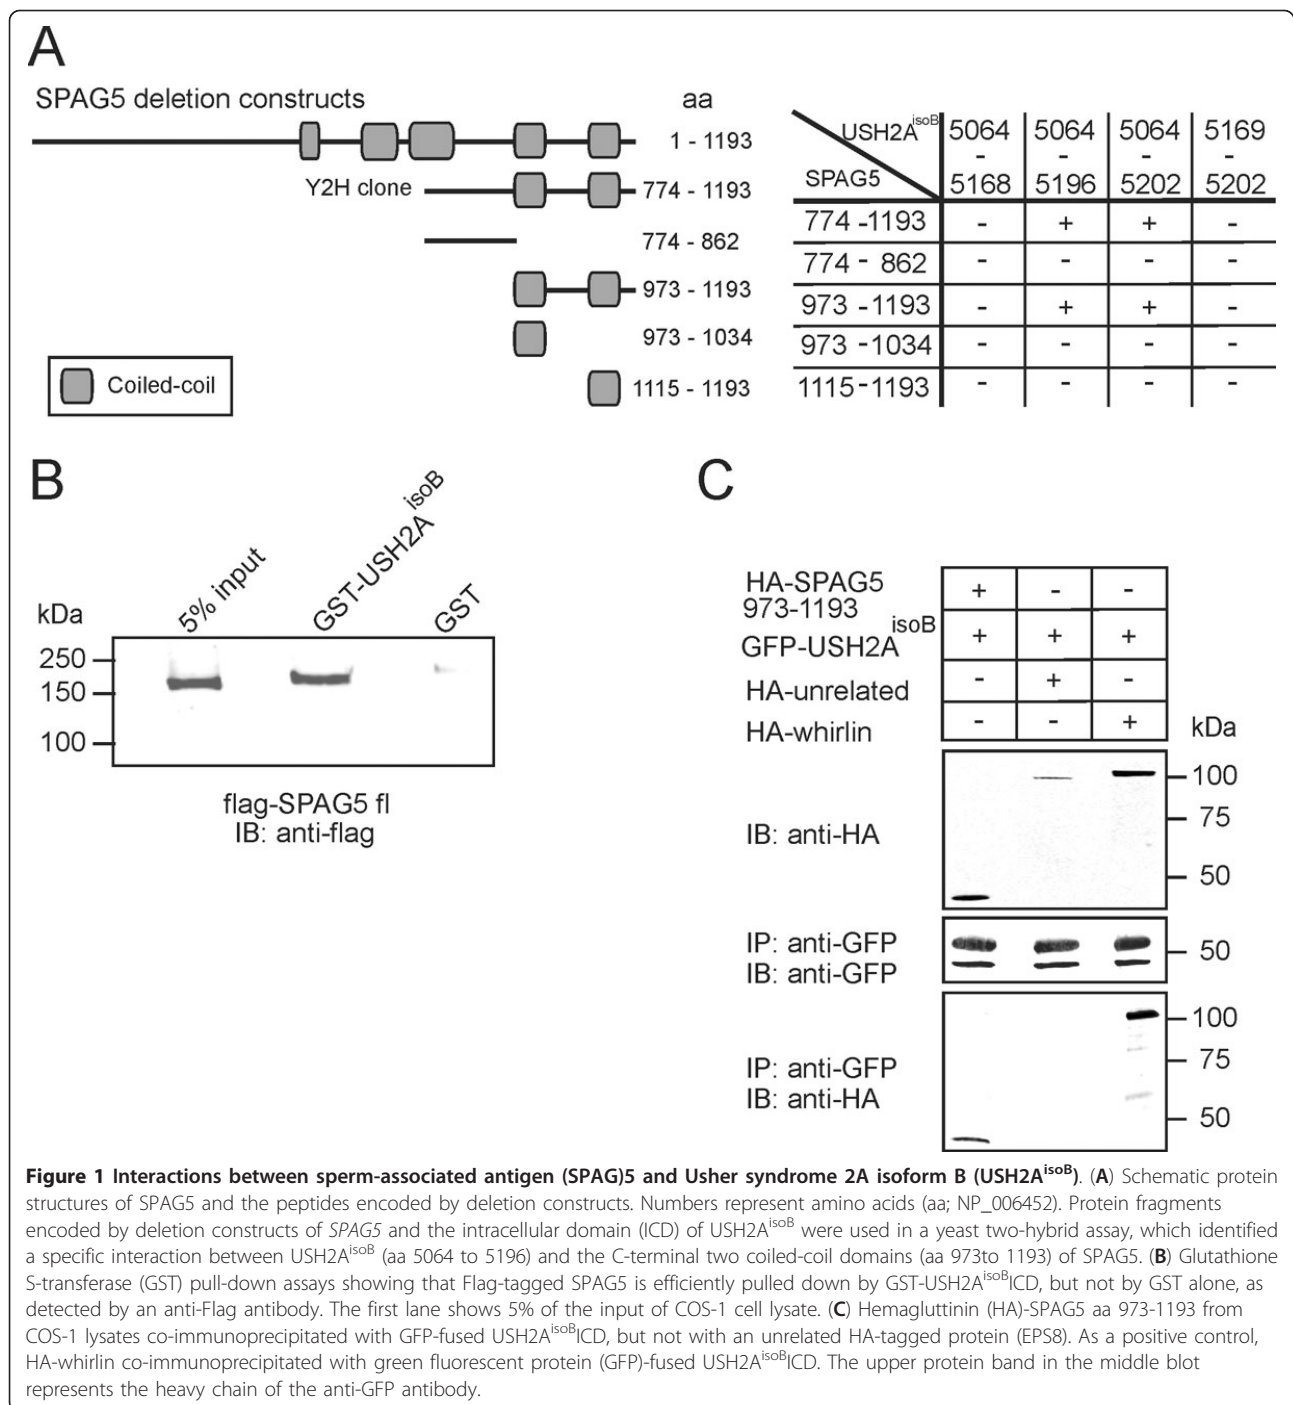 A
SPAG5 deletion constructs
aa
1 - 1193
Y2H clone
774 - 1193
774 - 862
973 - 1193
973 - 1034
1115 - 1193
Coiled-coil
USH2A isoB
SPAG5
5064 - 5168
5064 - 5196
5064 - 5202
5169 - 5202
774 -1193 - + + -
774 - 862 - - - -
973 -1193 - + + -
973 -1034 - - - -
1115 -1193 - - - -
B
kDa
5% input
GST-USH2A isoB
GST
250
150
100
flag-SPAG5 fl
IB: anti-flag
C
HA-SPAG5 973-1193 + - -
GFP-USH2A isoB + + +
HA-unrelated - + -
HA-whirlin - - +
kDa
IB: anti-HA
100
75
50
IP: anti-GFP
IB: anti-GFP
50
IP: anti-GFP
IB: anti-HA
100
75
50
Figure 1 Interactions between sperm-associated antigen (SPAG)5 and Usher syndrome 2A isoform B (USH2AisoB). (A) Schematic protein
structures of SPAG5 and the peptides encoded by deletion constructs. Numbers represent amino acids (aa; NP_006452). Protein fragments
encoded by deletion constructs of SPAG5 and the intracellular domain (ICD) of USH2AisoB were used in a yeast two-hybrid assay, which identified
a specific interaction between USH2AisoB (aa 5064 to 5196) and the C-terminal two coiled-coil domains (aa 973to 1193) of SPAG5. (B) Glutathione
S-transferase (GST) pull-down assays showing that Flag-tagged SPAG5 is efficiently pulled down by GST-USH2AisoBICD, but not by GST alone, as
detected by an anti-Flag antibody. The first lane shows 5% of the input of COS-1 cell lysate. (C) Hemagluttinin (HA)-SPAG5 aa 973-1193 from
COS-1 lysates co-immunoprecipitated with GFP-fused USH2AisoBICD, but not with an unrelated HA-tagged protein (EPS8). As a positive control,
HA-whirlin co-immunoprecipitated with green fluorescent protein (GFP)-fused USH2AisoBICD. The upper protein band in the middle blot
represents the heavy chain of the anti-GFP antibody.